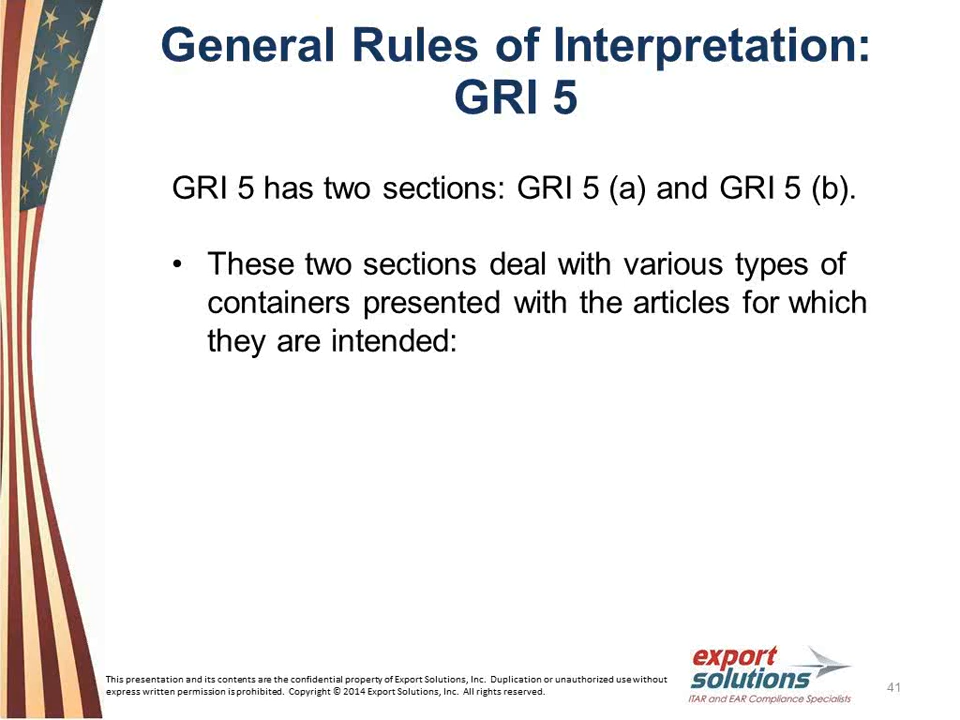 General Rules of Interpretation:
GRI 5
GRI 5 has two sections: GRI 5 (a) and GRI 5 (b).
• These two sections deal with various types of
containers presented with the articles for which
they are intended:
This presentation and its contents are the confidential property of Export Solutions, Inc. Duplication or unauthorized use without
express written permission is prohibited. Copyright © 2014 Export Solutions, Inc. All rights reserved.
export
solutions
ITAR and EAR Compliance Specialists
41